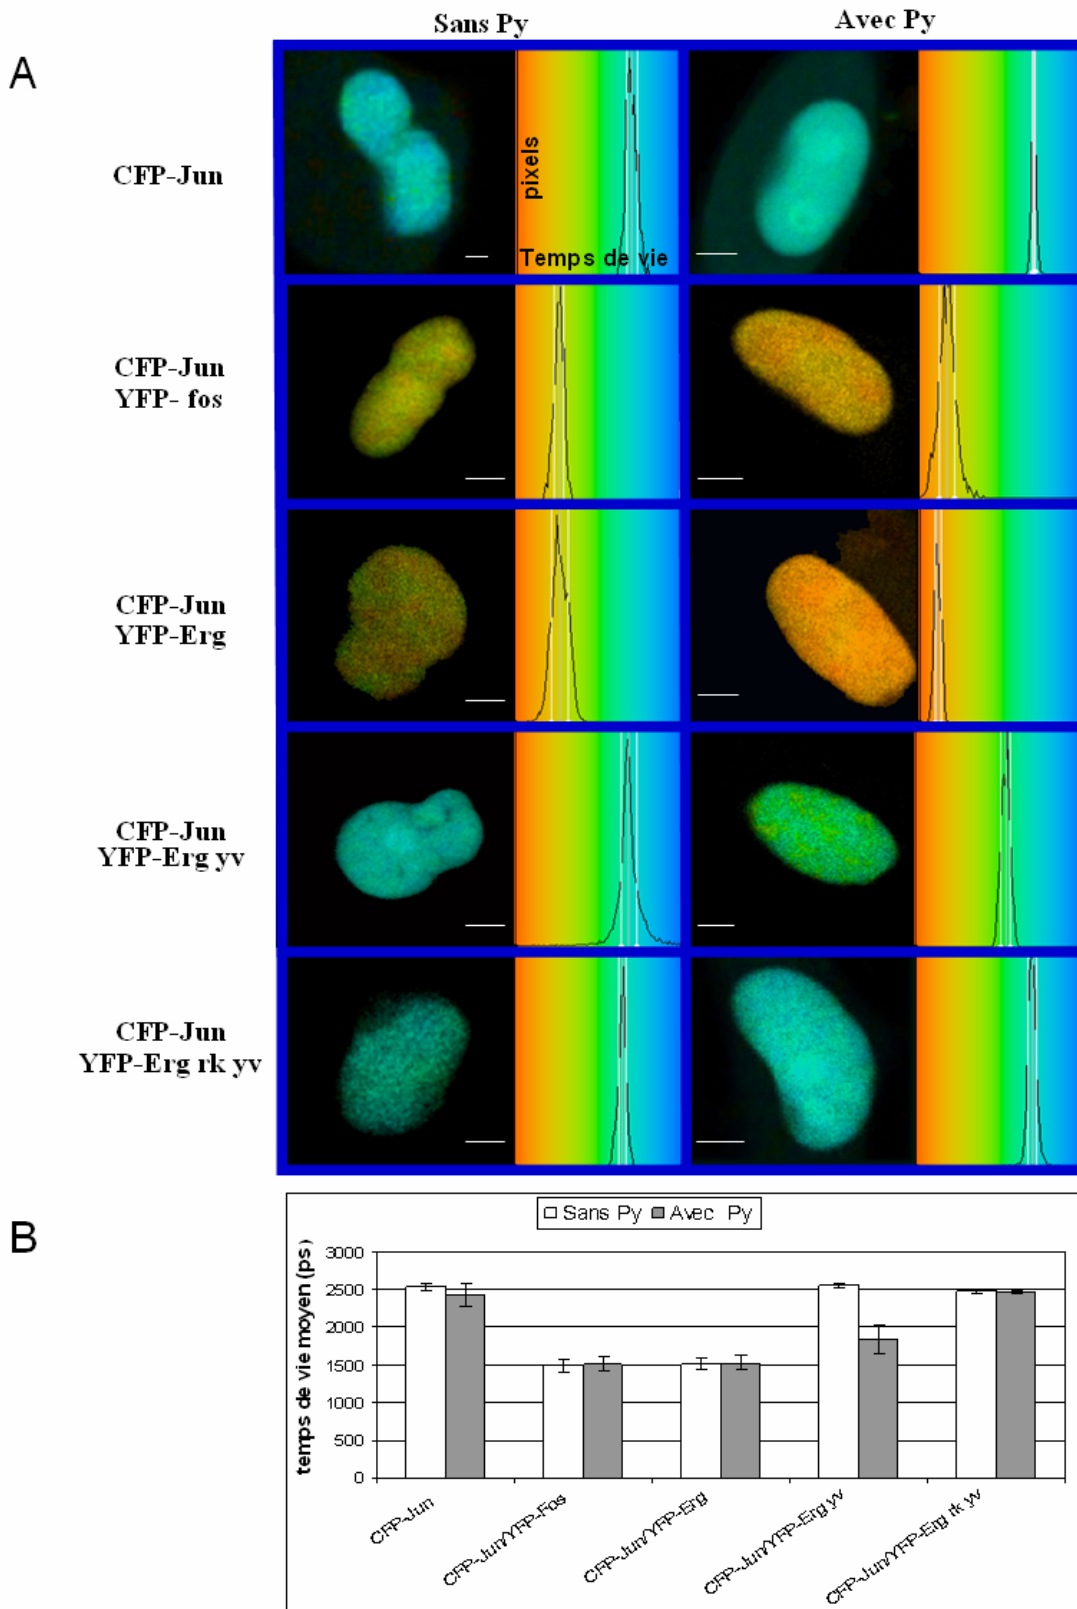 Sans Py
Avec Py
A
CFP-Jun
pixels
Temps de vie
CFP-Jun
YFP- fos
CFP-Jun
YFP-Erg
CFP-Jun
YFP-Erg yv
CFP-Jun
YFP-Erg rk yv
B
Sans Py Avec Py
temps de vie moyen (ps)
3000
2500
2000
1500
1000
500
0
CFP-Jun
CFP-Jun/YFP-Fos
CFP-Jun/YFP-Erg
CFP-Jun/YFP-Erg yv
CFP-Jun/YFP-Erg rk yv